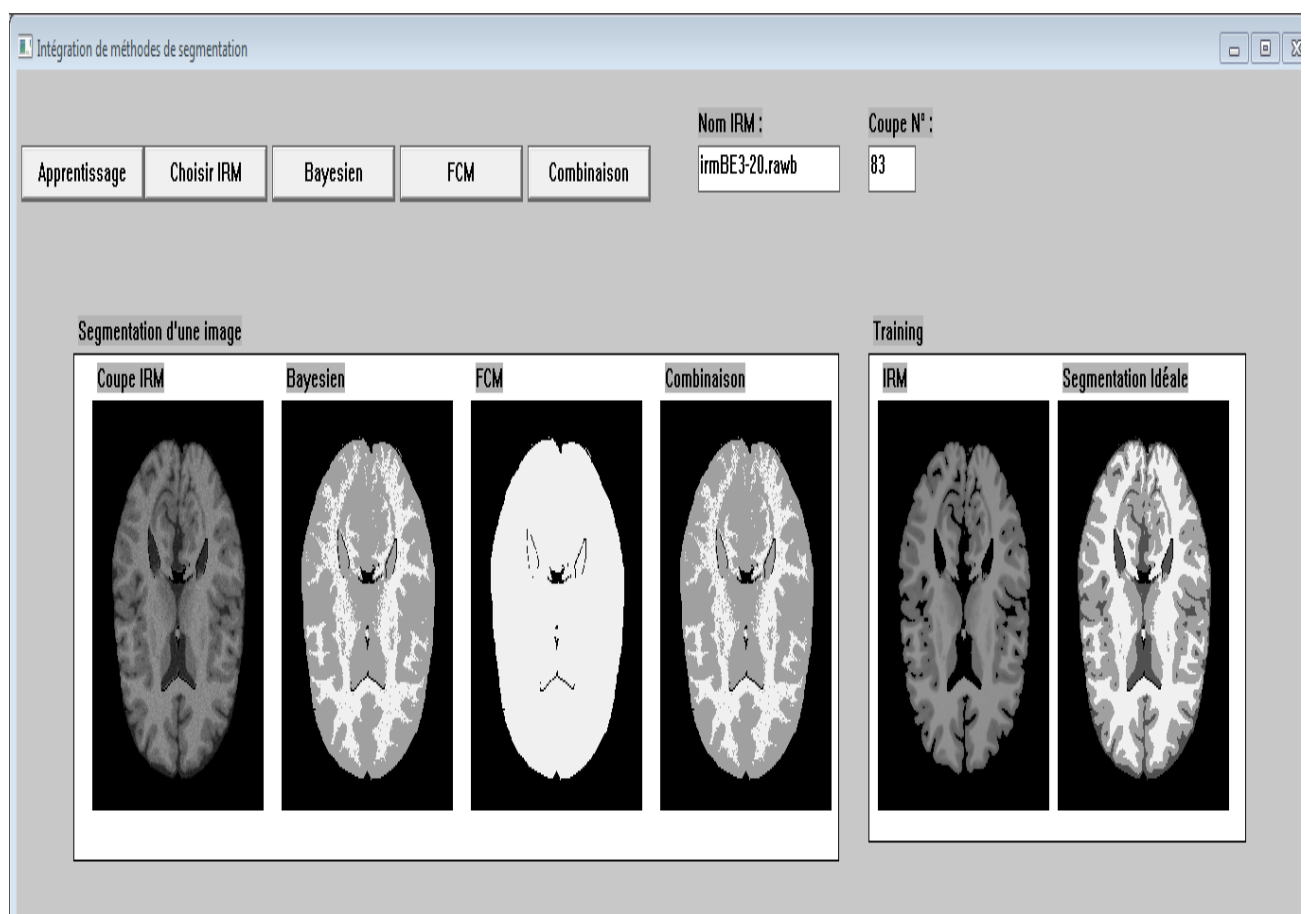 Intégration de méthodes de segmentation
Nom IRM :
Coupe N° :
Apprentissage
Choisir IRM
Bayesien
FCM
Combinaison
irmBE3-20.rawb
83
Segmentation d'une image
Training
Coupe IRM
Bayesien
FCM
Combinaison
IRM
Segmentation Idéale